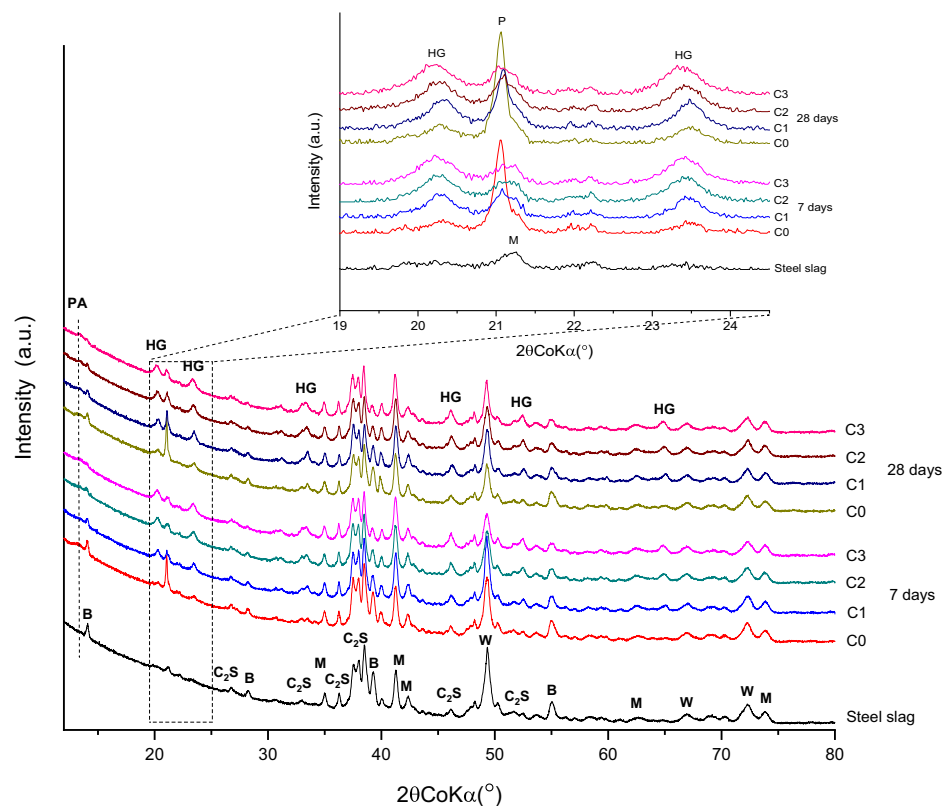 P
HG
HG
C3
C2
28 days
C1
C0
C3
C2
7 days
C1
C0
M
Steel slag
Intensity (a.u.)
19
20
21
22
23
24
2θCoKα(°)
PA
HG
HG
HG
HG
HG
HG
C3
C2
28 days
C1
C0
C3
C2
7 days
C1
C0
B
C₂S
B
C₂S
M
C₂S
C₂S
B
M
M
C₂S
W
C₂S
B
M
W
W
M
Steel slag
Intensity (a.u.)
20
30
40
50
60
70
80
2θCoKα(°)